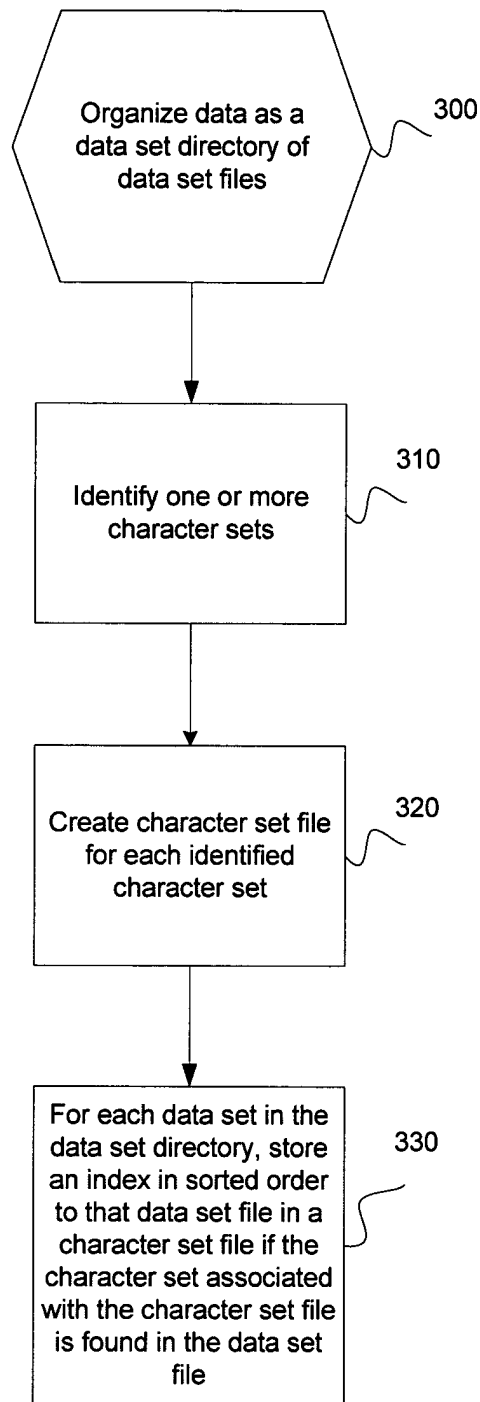 Organize data as a
data set directory of
data set files
300
Identify one or more
character sets
310
Create character set file
for each identified
character set
320
For each data set in the
data set directory, store
an index in sorted order
to that data set file in a
character set file if the
character set associated
with the character set file
is found in the data set
file
330